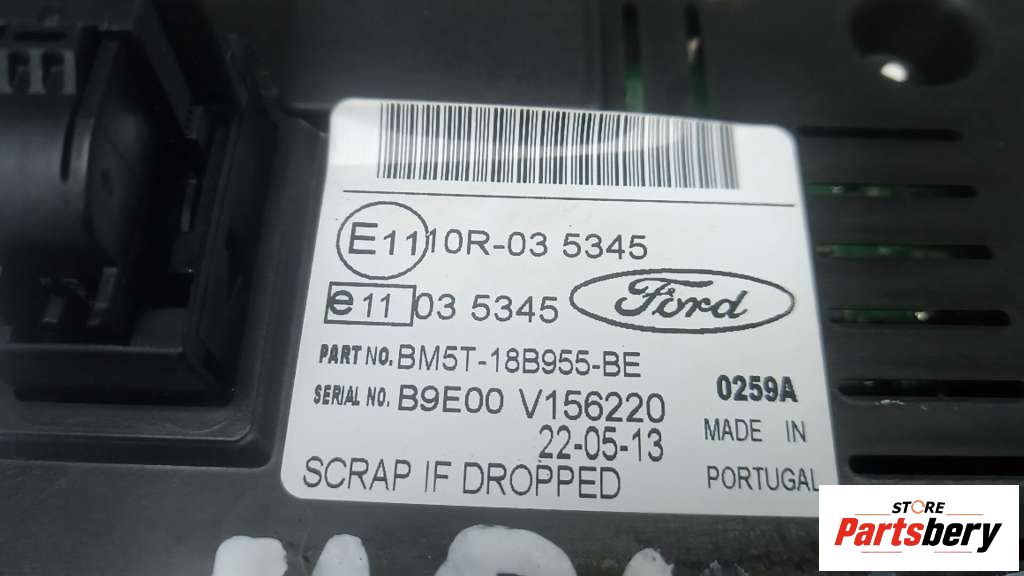 E11 10R-03 5345
e11 03 5345 Ford
PART NO. BM5T-18B955-BE
SERIAL NO. B9E00 V156220 0259A
22-05-13 MADE IN
SCRAP IF DROPPED PORTUGAL
STORE
Partsbery